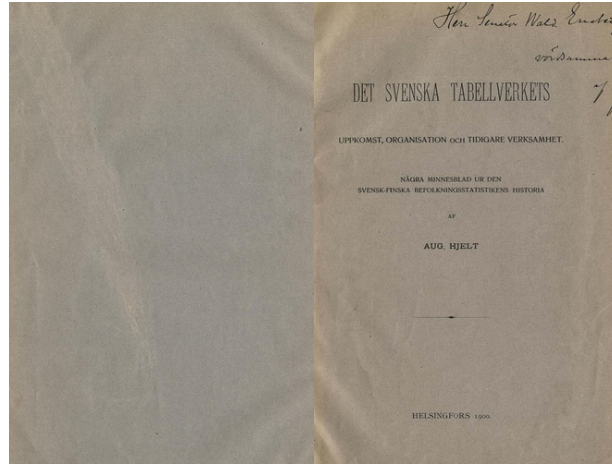 Herr Senator Wald. 
DET SVENSKA TABELLVERKETS
UPPKOMST, ORGANISATION OCH TIDIGARE VERKSAMHET.
NÅGRA MINNESBLAD UR DEN
SVENSK-FINSKA BEFOLKNINGSSTATISTIKENS HISTORIA
AF
AUG. HJELT
HELSINGFORS 1900.